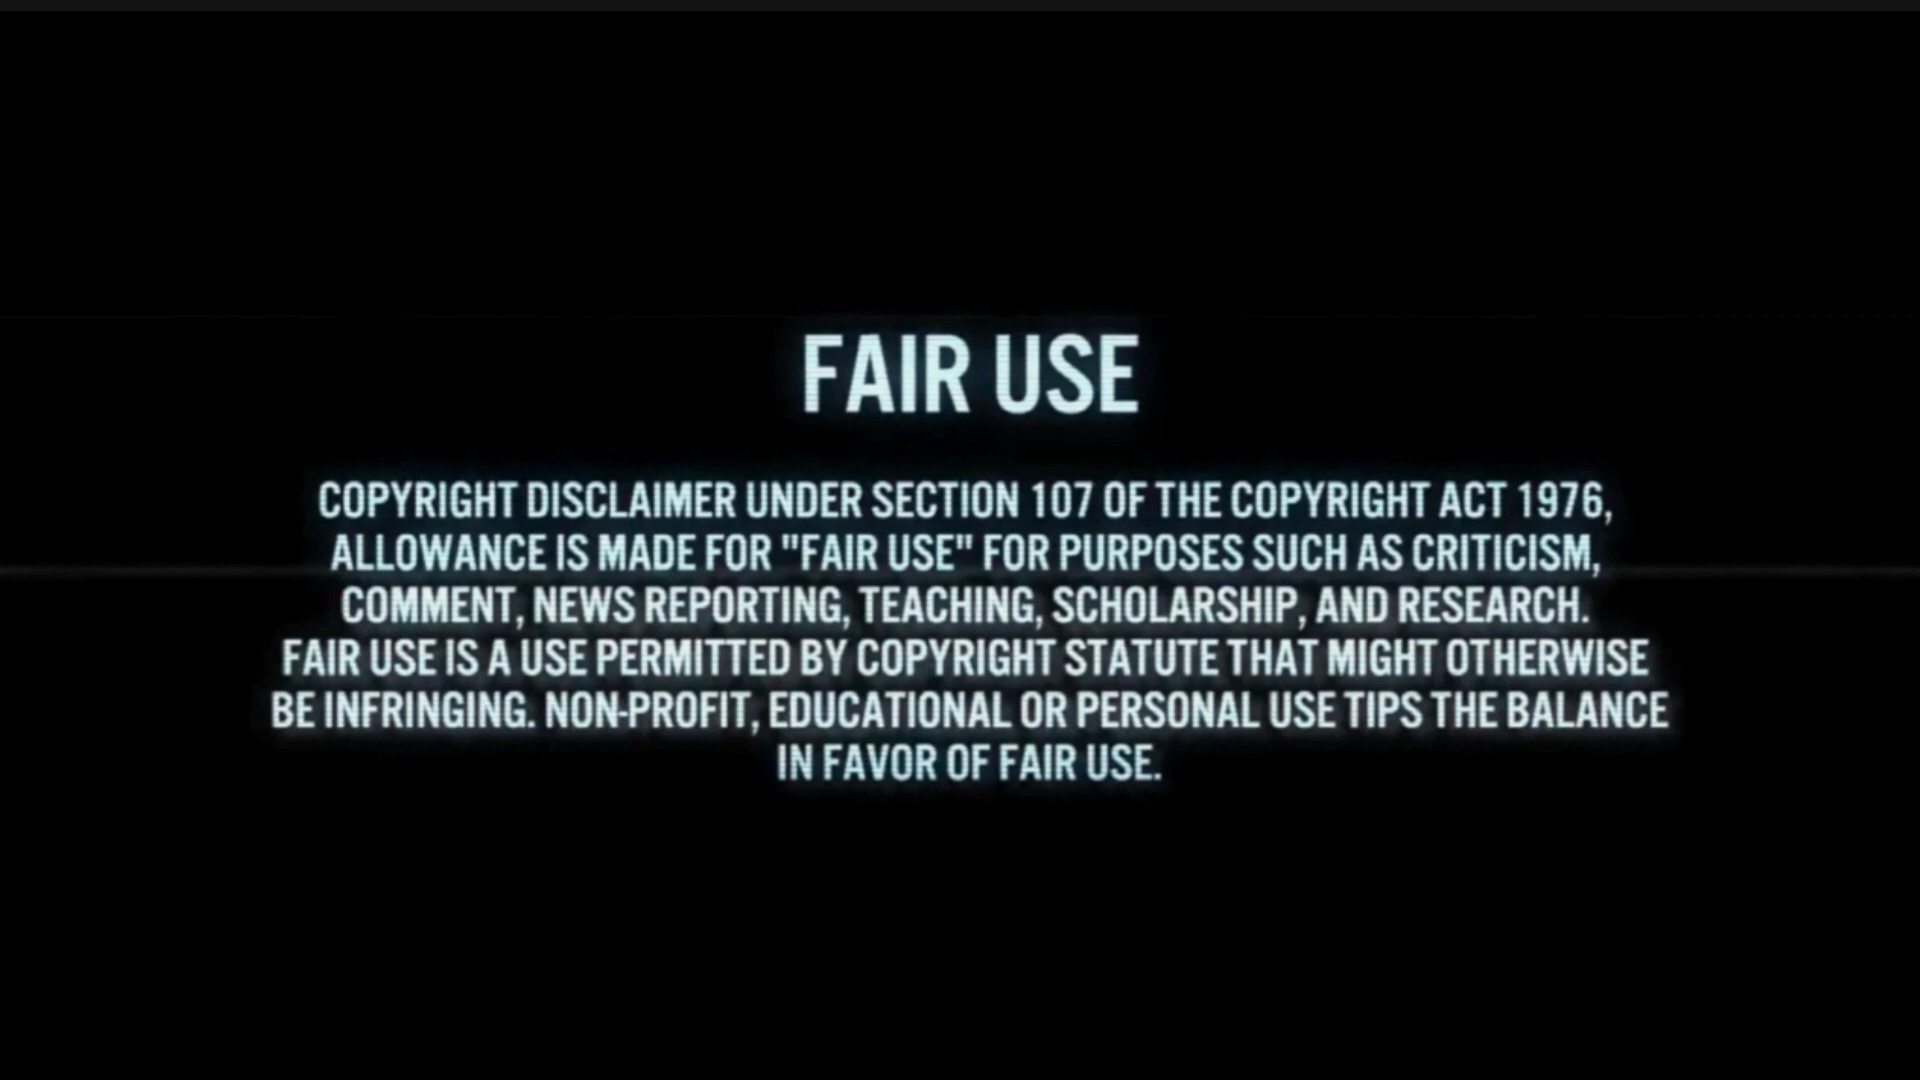 FAIR USE
COPYRIGHT DISCLAIMER UNDER SECTION 107 OF THE COPYRIGHT ACT 1976,
ALLOWANCE IS MADE FOR "FAIR USE" FOR PURPOSES SUCH AS CRITICISM,
COMMENT, NEWS REPORTING, TEACHING, SCHOLARSHIP, AND RESEARCH.
FAIR USE IS A USE PERMITTED BY COPYRIGHT STATUTE THAT MIGHT OTHERWISE
BE INFRINGING. NON-PROFIT, EDUCATIONAL OR PERSONAL USE TIPS THE BALANCE
IN FAVOR OF FAIR USE.